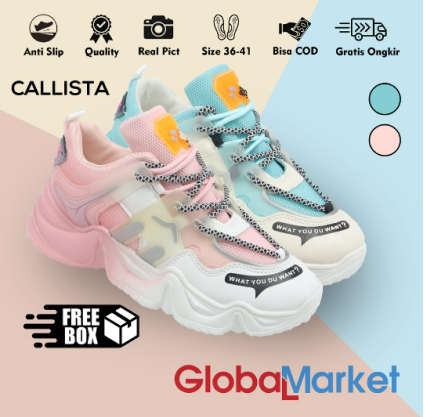 Anti Slip
Quality
Real Pict
Size 36-41
Bisa COD
Gratis Ongkir
CALLISTA
WHAT YOU DU WANT?
WHAT YOU DU WANT?
FREE
BOX
GlobalMarket